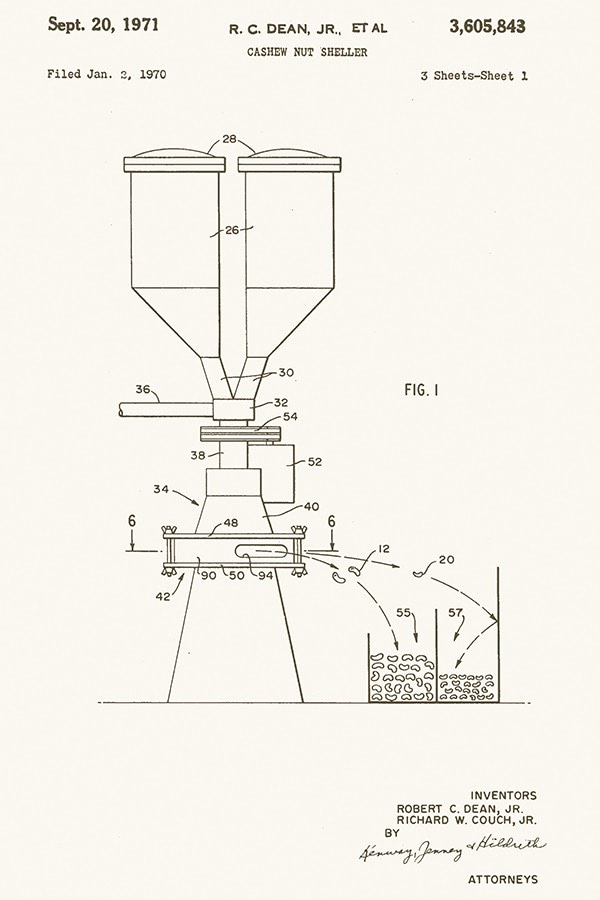 Sept. 20, 1971
R. C. DEAN, JR., ET AL
3,605,843
CASHEW NUT SHELLER
Filed Jan. 2, 1970
3 Sheets-Sheet 1
28
26
30
36
32
54
38
52
34
40
6
48
6
12
20
90
50
94
42
55
57
FIG. 1
INVENTORS
ROBERT C. DEAN, JR.
RICHARD W. COUCH, JR.
BY
Kenway, Jenney & Hildreth
ATTORNEYS